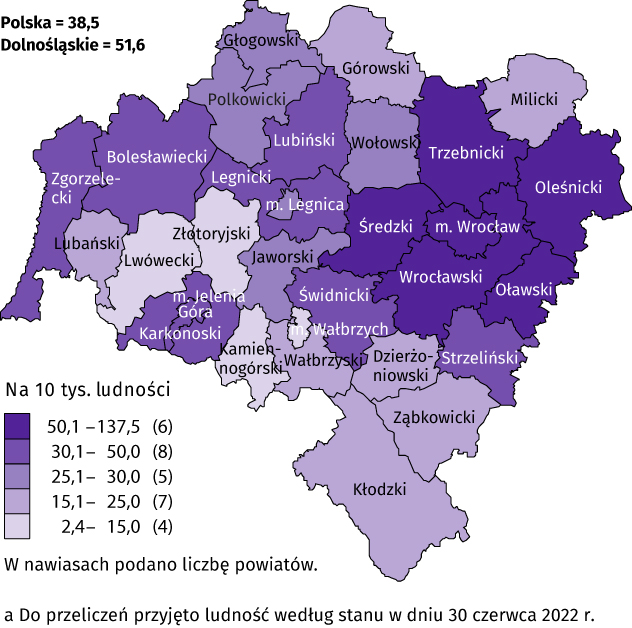 Polska = 38,5
Dolnośląskie = 51,6
Głogowski
Górowski
Polkowicki
Milicki
Lubiński
Wołowski
Trzebnicki
Bolesławiecki
Zgorzele-
cki
Legnicki
Oleśnicki
m. Legnica
Średzki
m. Wrocław
Lubański
Złotoryjski
Lwówecki
Jaworski
Wrocławski
Oławski
m. Jelenia
Góra
Świdnicki
Karkonoski
m. Wałbrzych
Kamien-
nogórski
Wałbrzyski
Dzierżo-
niowski
Strzeliński
Ząbkowicki
Kłodzki
Na 10 tys. ludności
50,1 – 137,5 (6)
30,1 – 50,0 (8)
25,1 – 30,0 (5)
15,1 – 25,0 (7)
2,4 – 15,0 (4)
W nawiasach podano liczbę powiatów.
a Do przeliczeń przyjęto ludność według stanu w dniu 30 czerwca 2022 r.